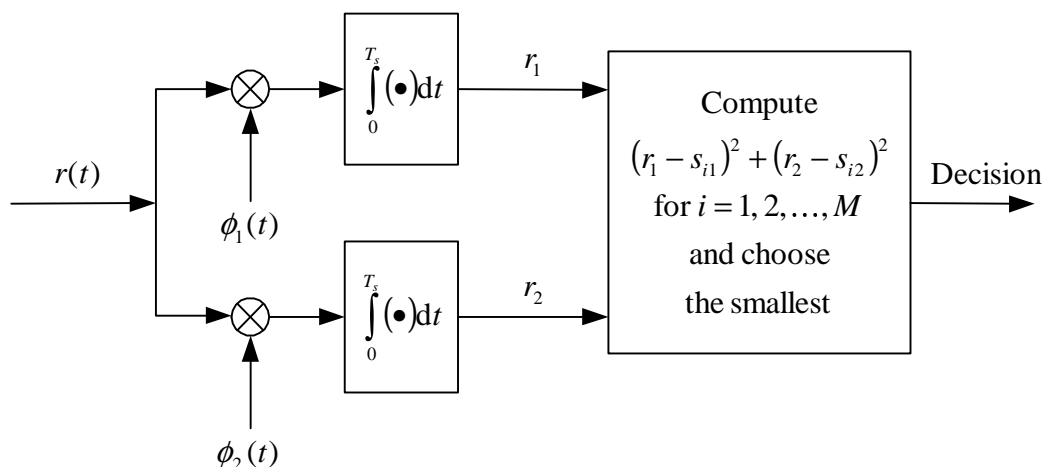 r(t)
ϕ₁(t)
∫₀^{T_s} (•)dt
r₁
ϕ₂(t)
∫₀^{T_s} (•)dt
r₂
Compute
(r₁ − s_{i1})² + (r₂ − s_{i2})²
for i = 1, 2, …, M
and choose
the smallest
Decision